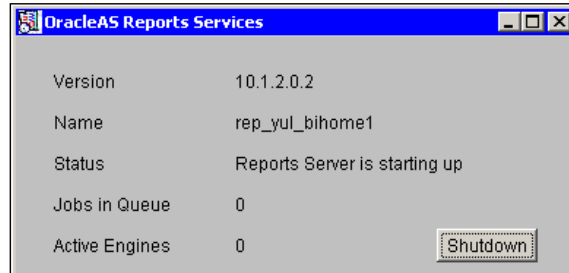 OracleAS Reports Services
Version 10.1.2.0.2
Name rep_yul_bihome1
Status Reports Server is starting up
Jobs in Queue 0
Active Engines 0 Shutdown